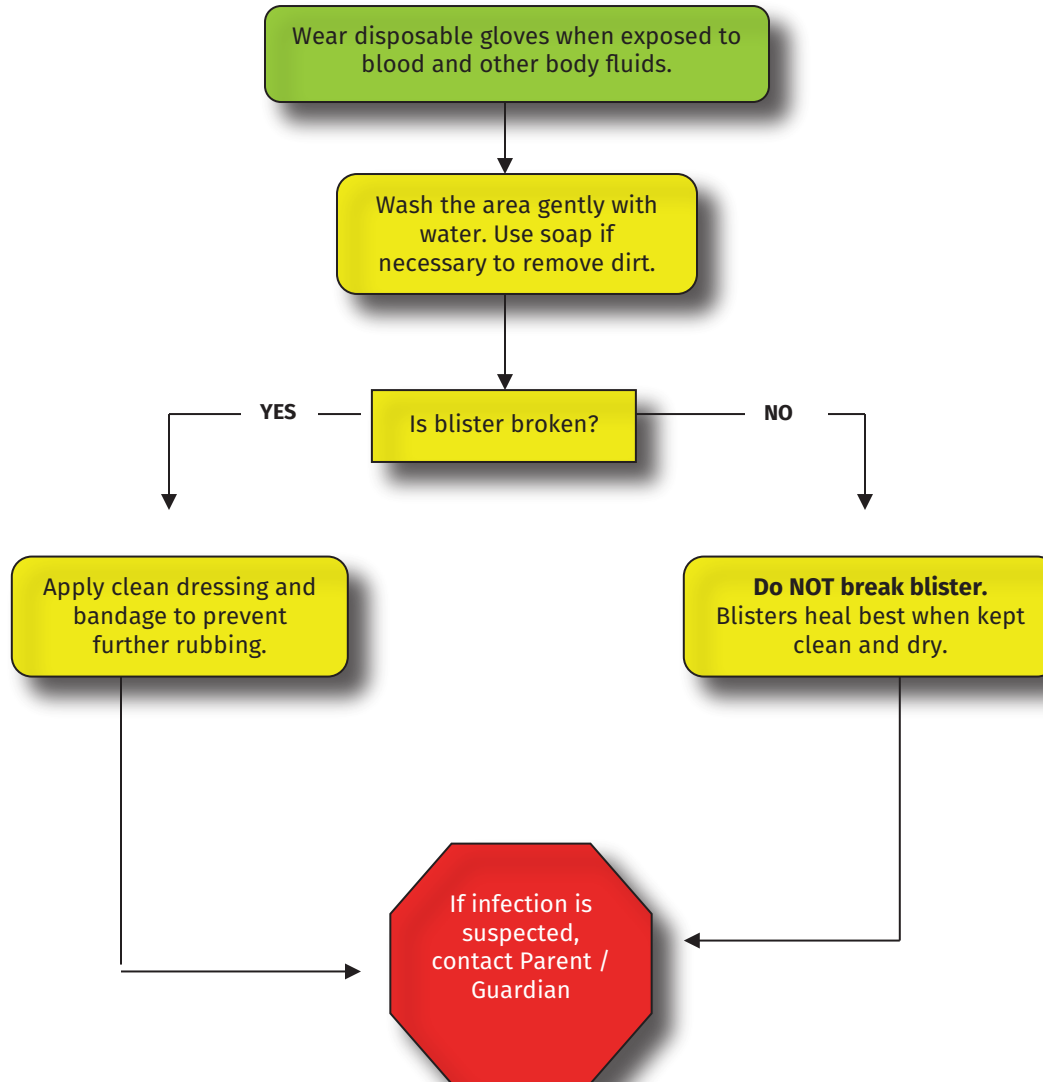 Wear disposable gloves when exposed to
blood and other body fluids.
Wash the area gently with
water. Use soap if
necessary to remove dirt.
YES
Is blister broken?
NO
Apply clean dressing and
bandage to prevent
further rubbing.
Do NOT break blister.
Blisters heal best when kept
clean and dry.
If infection is
suspected,
contact Parent /
Guardian